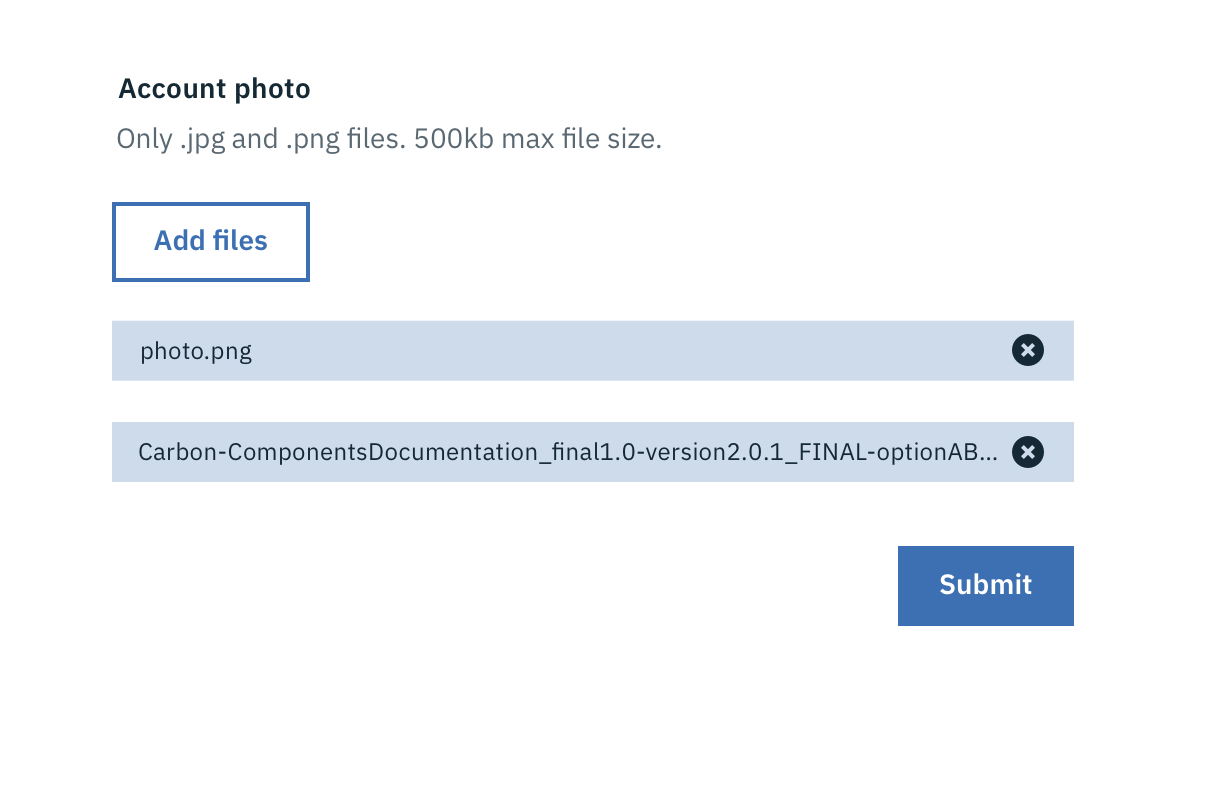 Account photo
Only .jpg and .png files. 500kb max file size.
Add files
photo.png
Carbon-ComponentsDocumentation_final1.0-version2.0.1_FINAL-optionAB...
Submit